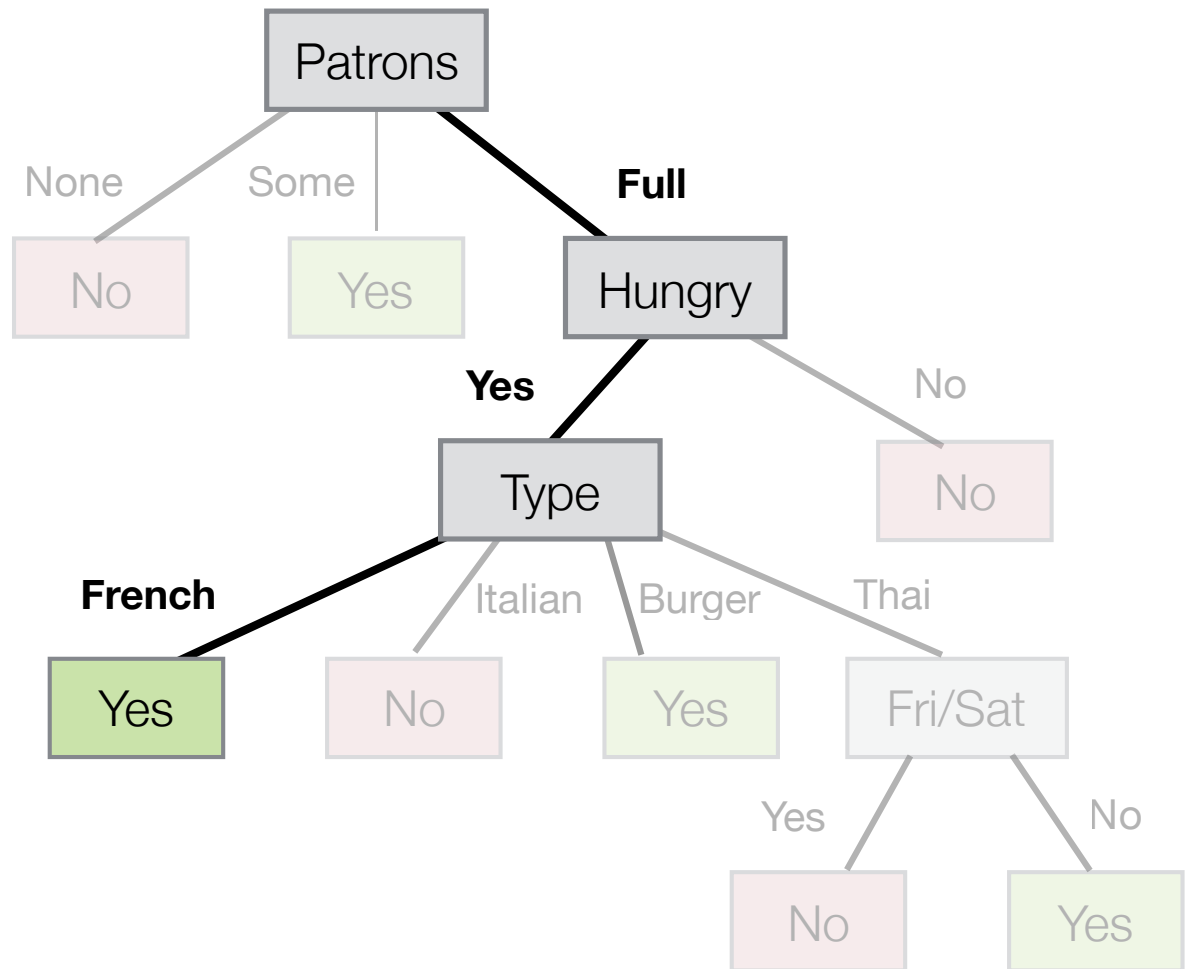 Patrons
None
Some
Full
No
Yes
Hungry
Yes
No
Type
No
French
Italian
Burger
Thai
Yes
No
Yes
Fri/Sat
Yes
No
No
Yes